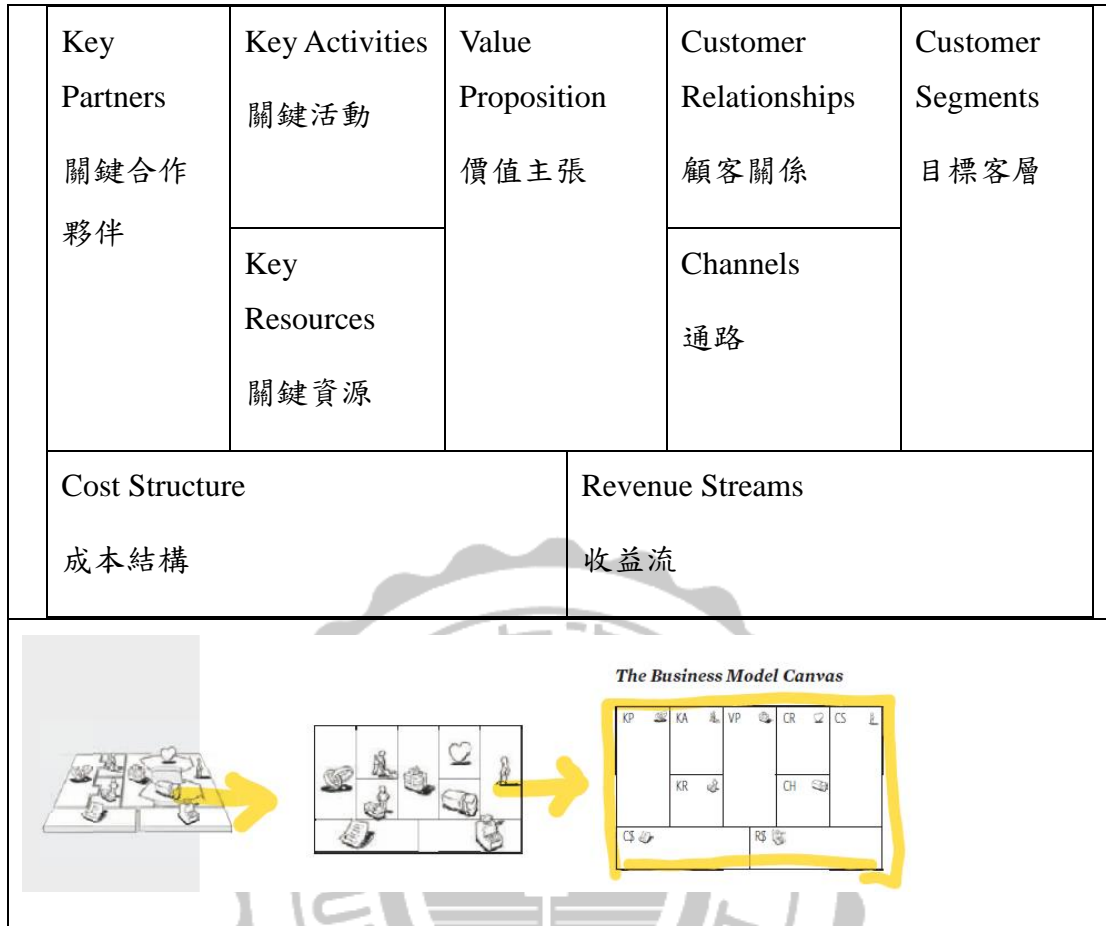 Key
Partners
關鍵合作
夥伴
Key Activities
關鍵活動
Key
Resources
關鍵資源
Value
Proposition
價值主張
Customer
Relationships
顧客關係
Channels
通路
Customer
Segments
目標客層
Cost Structure
成本結構
Revenue Streams
收益流
The Business Model Canvas
KP
KA
VP
CR
CS
KR
CH
C$
R$